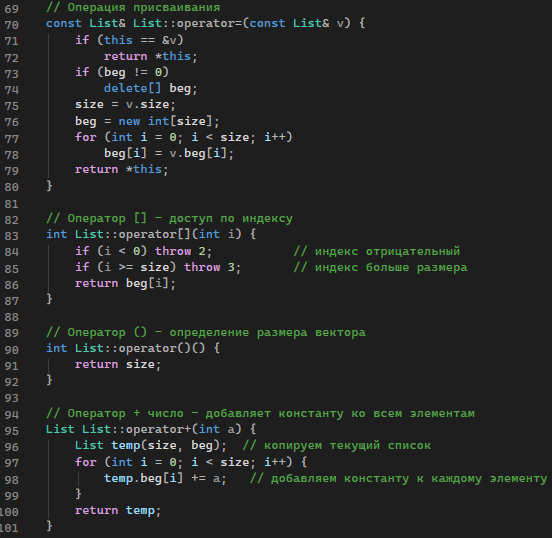 69 // Операция присваивания
70 const List& List::operator=(const List& v) {
71     if (this == &v)
72         return *this;
73     if (beg != 0)
74         delete[] beg;
75     size = v.size;
76     beg = new int[size];
77     for (int i = 0; i < size; i++)
78         beg[i] = v.beg[i];
79     return *this;
80 }
81
82 // Оператор [] - доступ по индексу
83 int List::operator[](int i) {
84     if (i < 0) throw 2;           // индекс отрицательный
85     if (i >= size) throw 3;       // индекс больше размера
86     return beg[i];
87 }
88
89 // Оператор () - определение размера вектора
90 int List::operator()() {
91     return size;
92 }
93
94 // Оператор + число - добавляет константу ко всем элементам
95 List List::operator+(int a) {
96     List temp(size, beg);  // копируем текущий список
97     for (int i = 0; i < size; i++) {
98         temp.beg[i] += a;   // добавляем константу к каждому элементу
99     }
100     return temp;
101 }